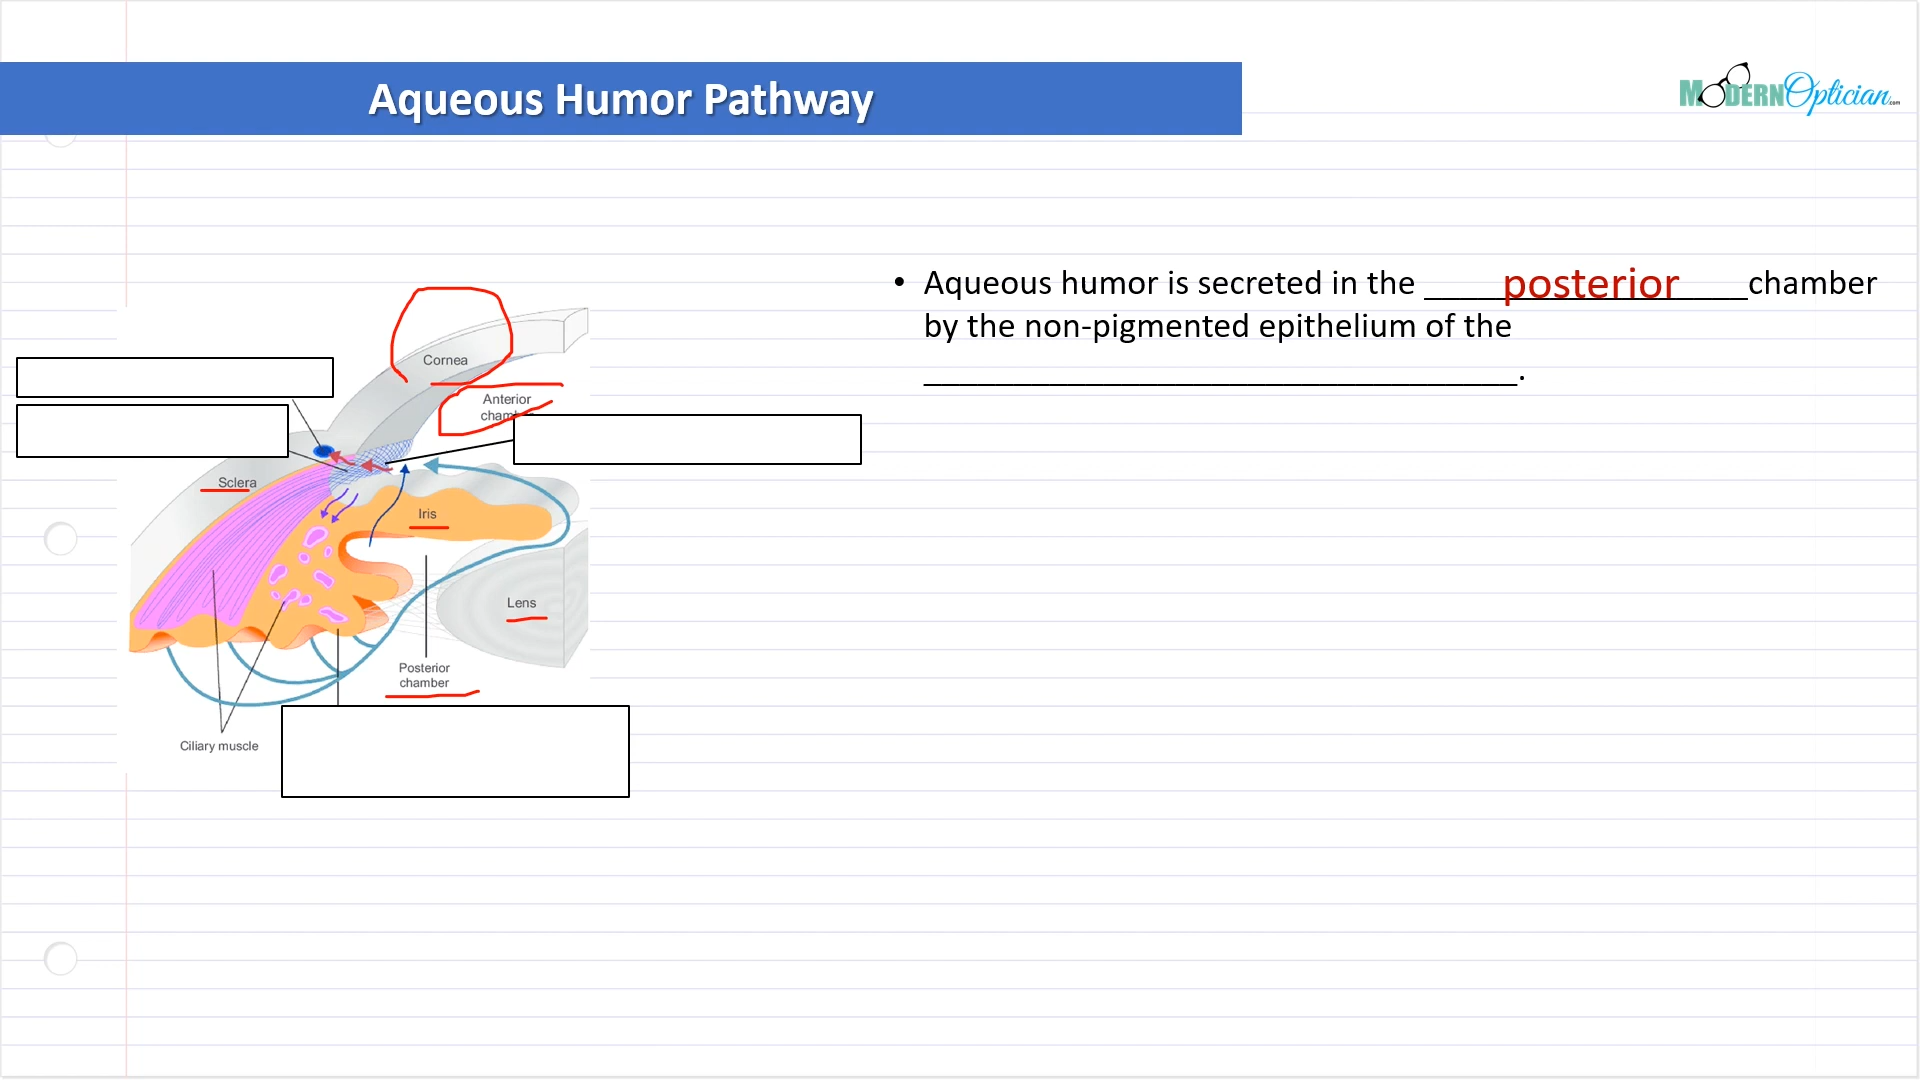 Aqueous Humor Pathway
MODERNOptician.com
• Aqueous humor is secreted in the posterior chamber
by the non-pigmented epithelium of the
.
Cornea
Anterior
Sclera
Iris
Lens
Posterior
chamber
Ciliary muscle